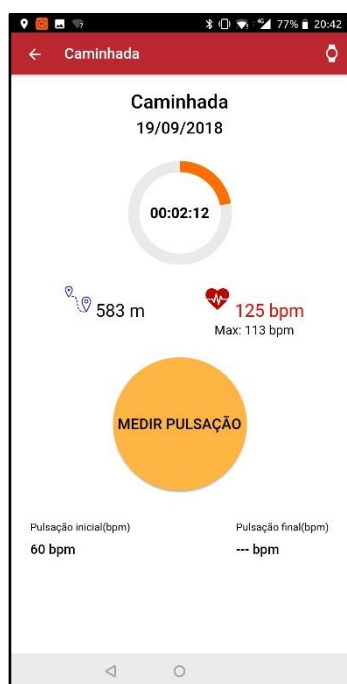 77% 20:42
Caminhada
Caminhada
19/09/2018
00:02:12
583 m
125 bpm
Max: 113 bpm
MEDIR PULSAÇÃO
Pulsação inicial(bpm) Pulsação final(bpm)
60 bpm --- bpm